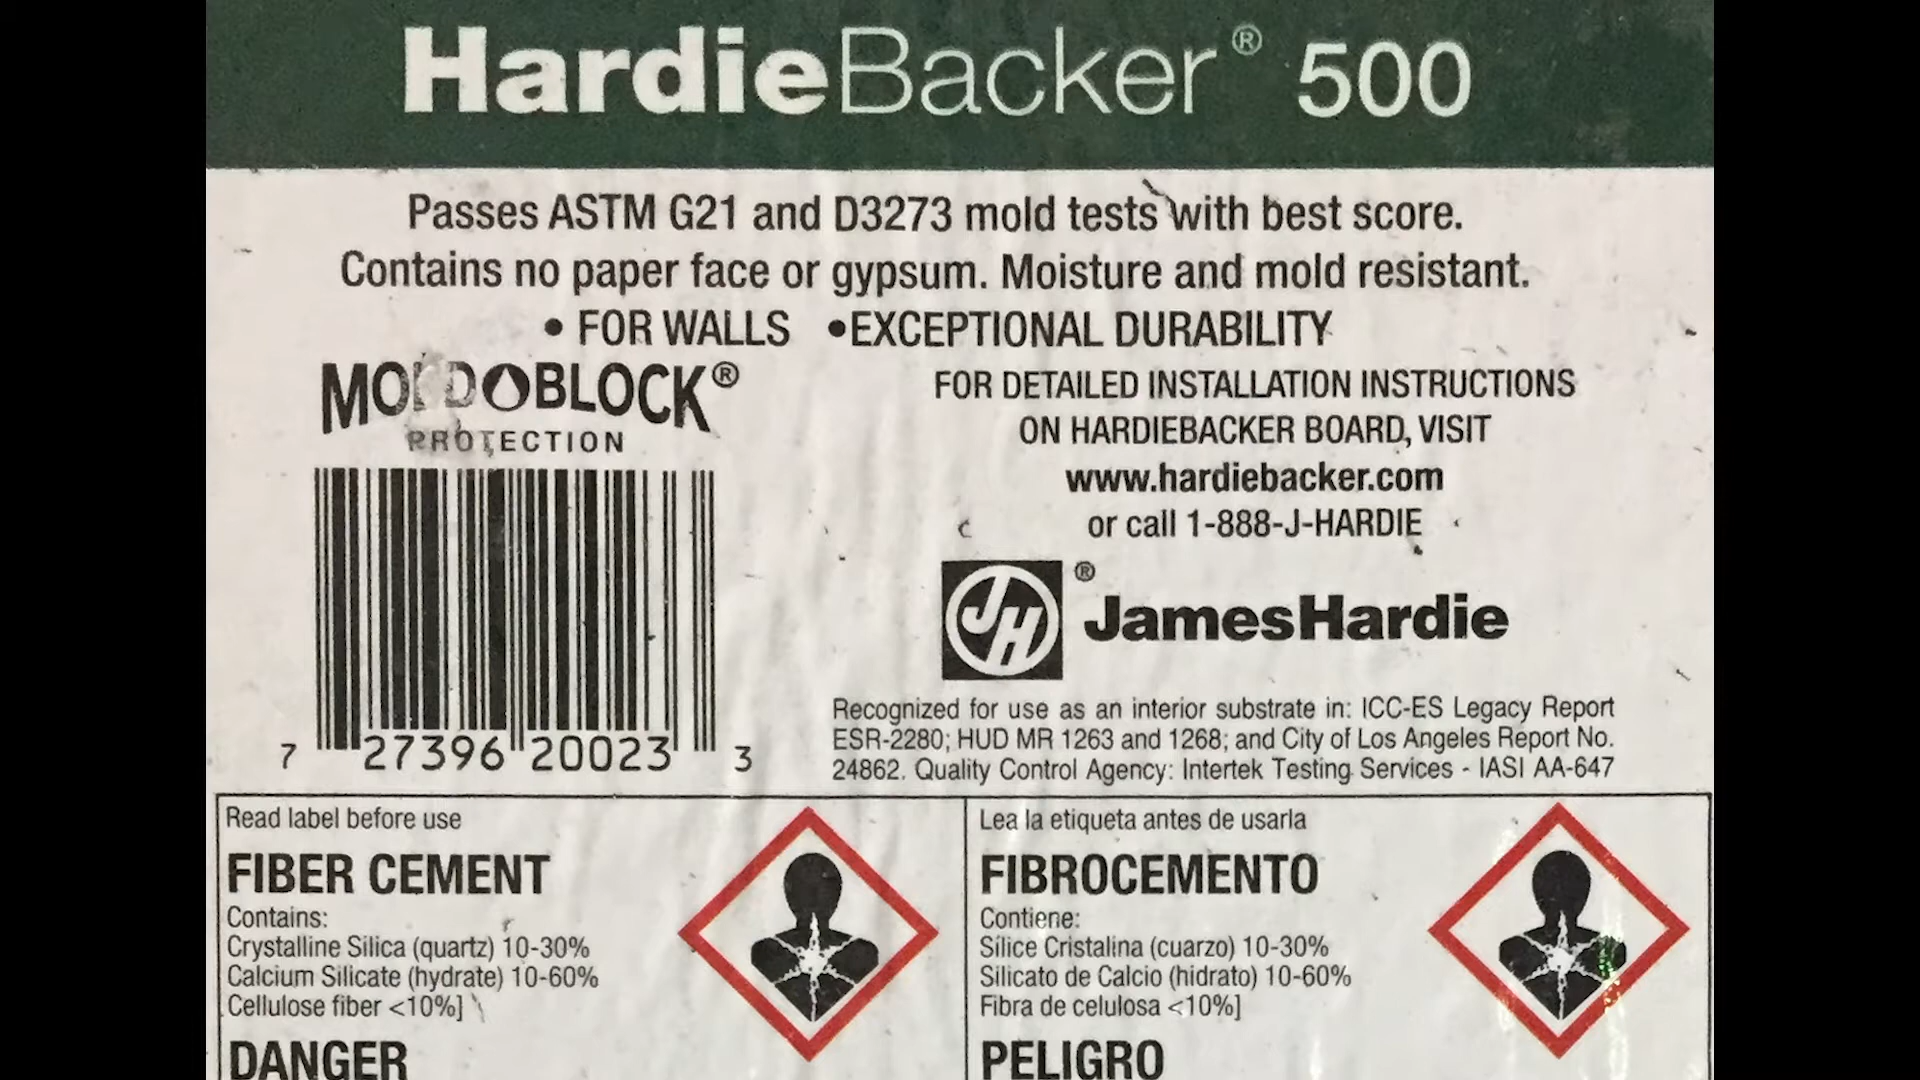 HardieBacker® 500
Passes ASTM G21 and D3273 mold tests with best score.
Contains no paper face or gypsum. Moisture and mold resistant.
• FOR WALLS •EXCEPTIONAL DURABILITY
MOLD BLOCK®
PROTECTION
7 27396 20023 3
FOR DETAILED INSTALLATION INSTRUCTIONS
ON HARDIEBACKER BOARD, VISIT
www.hardiebacker.com
or call 1-888-J-HARDIE
JH ®
JamesHardie
Recognized for use as an interior substrate in: ICC-ES Legacy Report
ESR-2280; HUD MR 1263 and 1268; and City of Los Angeles Report No.
24862. Quality Control Agency: Intertek Testing Services - IASI AA-647
Read label before use
FIBER CEMENT
Contains:
Crystalline Silica (quartz) 10-30%
Calcium Silicate (hydrate) 10-60%
Cellulose fiber <10%]
DANGER
Lea la etiqueta antes de usarla
FIBROCEMENTO
Contiene:
Sílice Cristalina (cuarzo) 10-30%
Silicato de Calcio (hidrato) 10-60%
Fibra de celulosa <10%]
PELIGRO